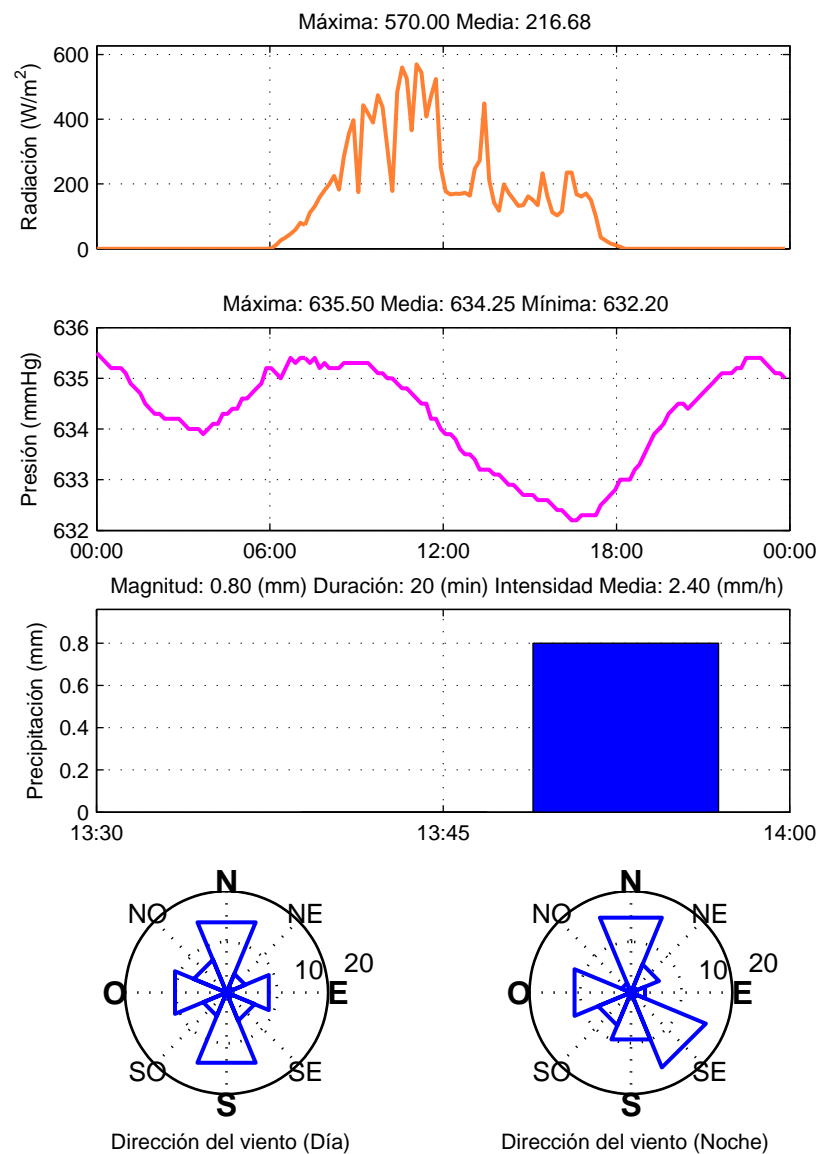 Máxima: 570.00 Media: 216.68
600
400
200
0
Radiación (W/m²)
Máxima: 635.50 Media: 634.25 Mínima: 632.20
636
635
634
633
632
Presión (mmHg)
00:00 06:00 12:00 18:00 00:00
Magnitud: 0.80 (mm) Duración: 20 (min) Intensidad Media: 2.40 (mm/h)
0.8
0.6
0.4
0.2
0
Precipitación (mm)
13:30 13:45 14:00
N N
NO NE NO NE
10 20 10 20
O E O E
SO SE SO SE
S S
Dirección del viento (Día) Dirección del viento (Noche)